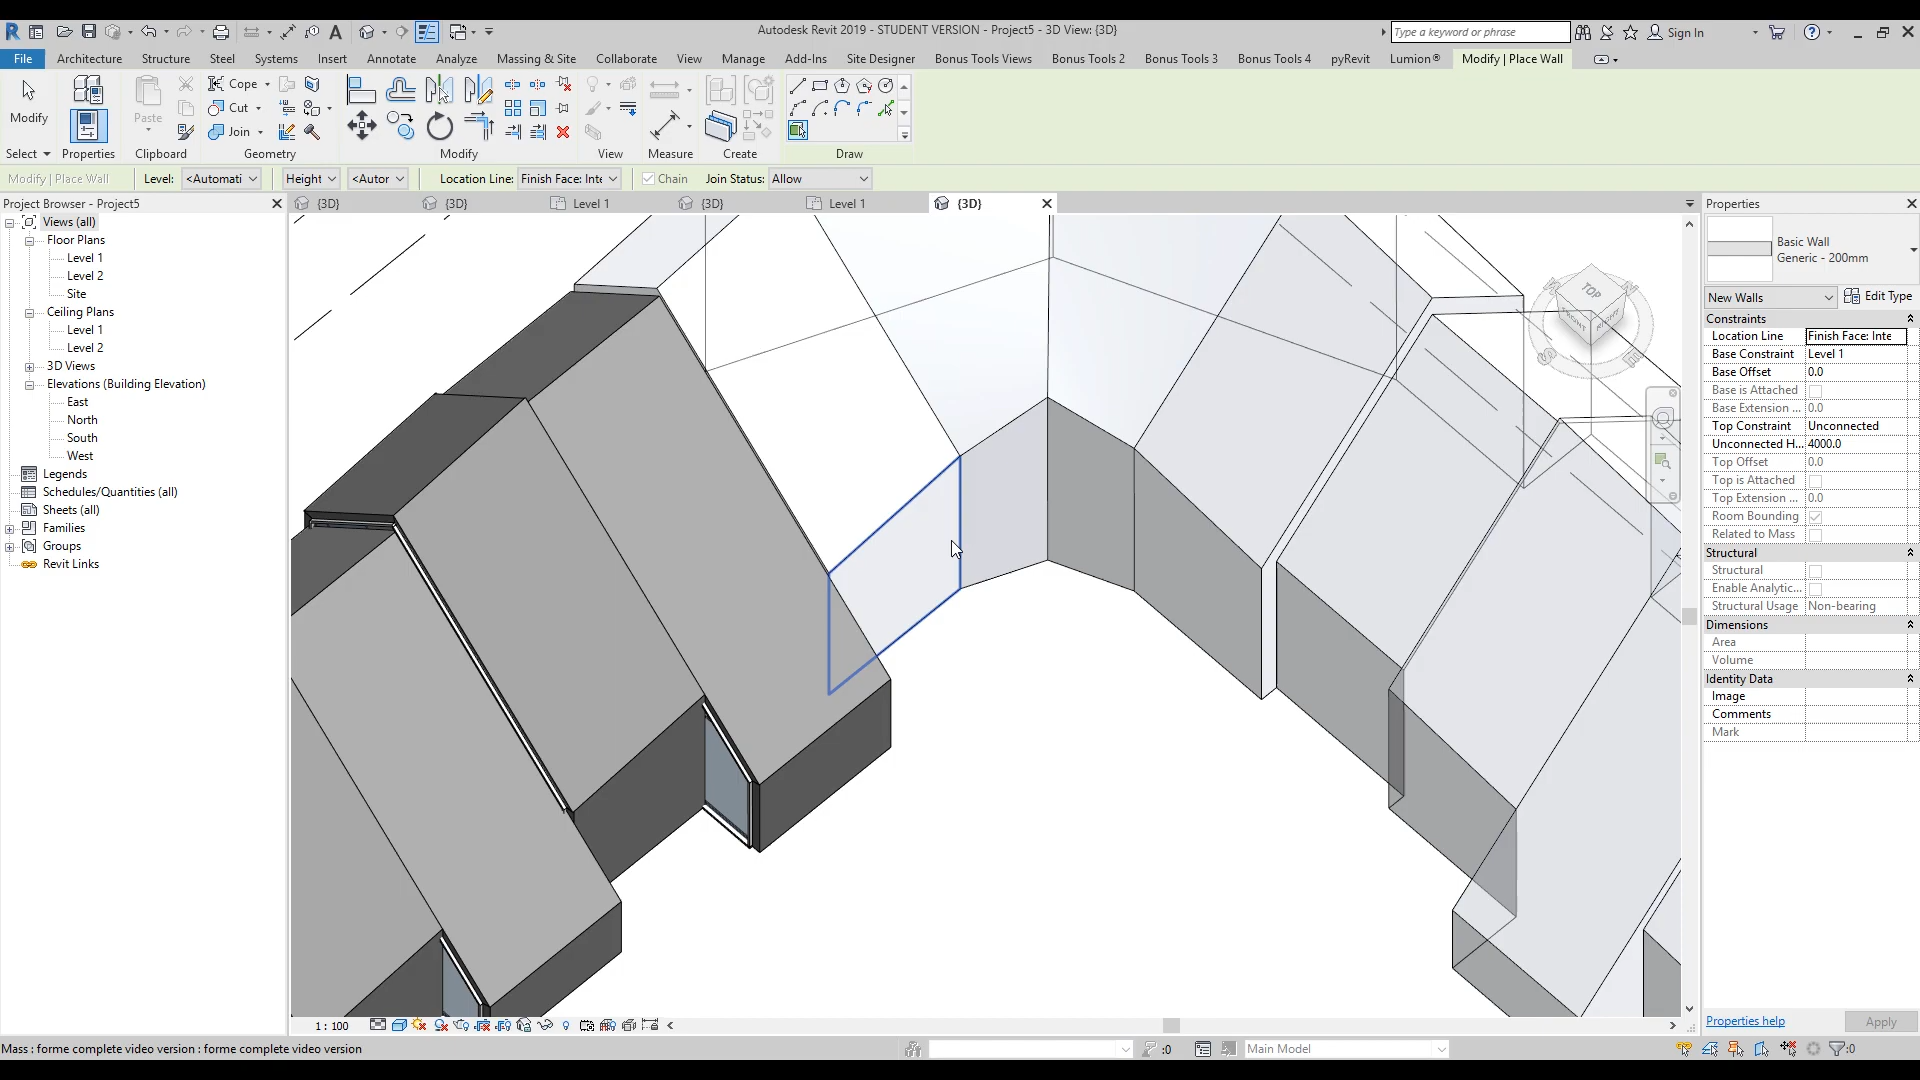 Autodesk Revit 2019 - STUDENT VERSION - Project5 - 3D View: {3D}
Type a keyword or phrase
Sign In
File Architecture Structure Steel Systems Insert Annotate Analyze Massing & Site Collaborate View Manage Add-Ins Site Designer Bonus Tools Views Bonus Tools 2 Bonus Tools 3 Bonus Tools 4 pyRevit Lumion® Modify | Place Wall
Cope
Cut
Join
Modify
Paste
Select Properties Clipboard Geometry Modify View Measure Create Draw
Modify | Place Wall Level: <Automati Height <Autor Location Line: Finish Face: Inte Chain Join Status: Allow
Project Browser - Project5
{3D} {3D} Level 1 {3D} Level 1 {3D}
Views (all)
Floor Plans
Level 1
Level 2
Site
Ceiling Plans
Level 1
Level 2
3D Views
Elevations (Building Elevation)
East
North
South
West
Legends
Schedules/Quantities (all)
Sheets (all)
Families
Groups
Revit Links
TOP
FRONT
RIGHT
Properties
Basic Wall
Generic - 200mm
New Walls Edit Type
Constraints
Location Line Finish Face: Inte
Base Constraint Level 1
Base Offset 0.0
Base is Attached
Base Extension ... 0.0
Top Constraint Unconnected
Unconnected H... 4000.0
Top Offset 0.0
Top is Attached
Top Extension ... 0.0
Room Bounding
Related to Mass
Structural
Structural
Enable Analytic...
Structural Usage Non-bearing
Dimensions
Area
Volume
Identity Data
Image
Comments
Mark
Properties help Apply
1 : 100
Mass : forme complete video version : forme complete video version
:0
Main Model
:0